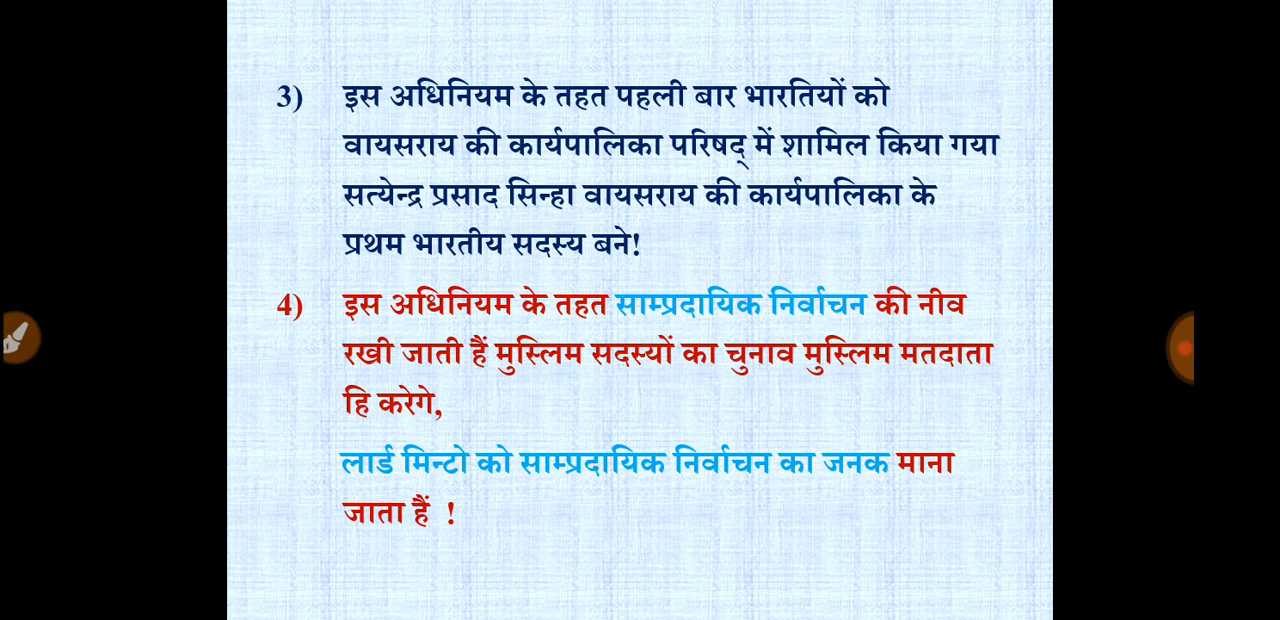 3) इस अधिनियम के तहत पहली बार भारतियों को
वायसराय की कार्यपालिका परिषद् में शामिल किया गया
सत्येन्द्र प्रसाद सिन्हा वायसराय की कार्यपालिका के
प्रथम भारतीय सदस्य बने!
4) इस अधिनियम के तहत साम्प्रदायिक निर्वाचन की नीव
रखी जाती हैं मुस्लिम सदस्यों का चुनाव मुस्लिम मतदाता
हि करेगे,
लार्ड मिन्टो को साम्प्रदायिक निर्वाचन का जनक माना
जाता हैं !